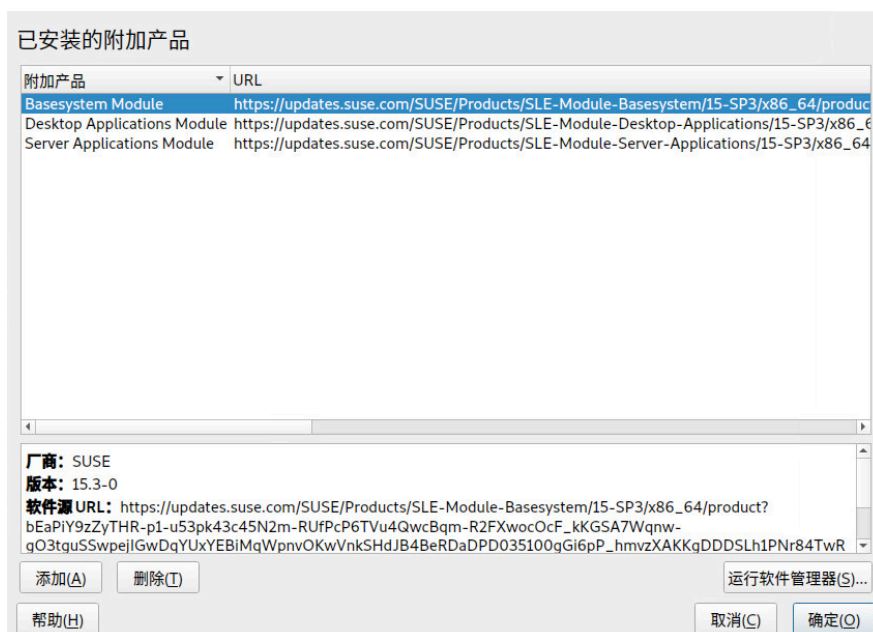 已安装的附加产品
附加产品 URL
Basesystem Module https://updates.suse.com/SUSE/Products/SLE-Module-Basesystem/15-SP3/x86_64/produc
Desktop Applications Module https://updates.suse.com/SUSE/Products/SLE-Module-Desktop-Applications/15-SP3/x86_6
Server Applications Module https://updates.suse.com/SUSE/Products/SLE-Module-Server-Applications/15-SP3/x86_64
厂商：SUSE
版本：15.3-0
软件源 URL：https://updates.suse.com/SUSE/Products/SLE-Module-Basesystem/15-SP3/x86_64/product?
bEaPiY9zZyTHR-p1-u53pk43c45N2m-RUfPcP6TVu4QwcBqm-R2FXwocOcF_kKGSA7Wqnw-
gO3tguSSwpejIGwDqYUxYEBiMqWpnvOKwVnkSHdJB4BeRDaDPD035100gGi6pP_hmvzXAKKgDDDSLh1PNr84TwR
添加(A) 删除(T) 运行软件管理器(S)...
帮助(H) 取消(C) 确定(O)